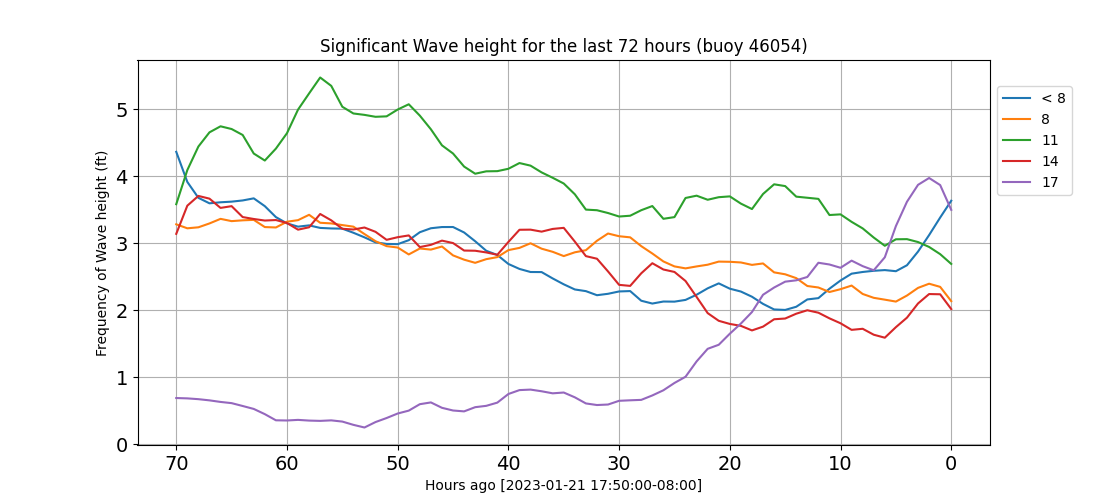 Significant Wave height for the last 72 hours (buoy 46054)
Frequency of Wave height (ft)
5
4
3
2
1
0
70 60 50 40 30 20 10 0
Hours ago [2023-01-21 17:50:00-08:00]
< 8
8
11
14
17